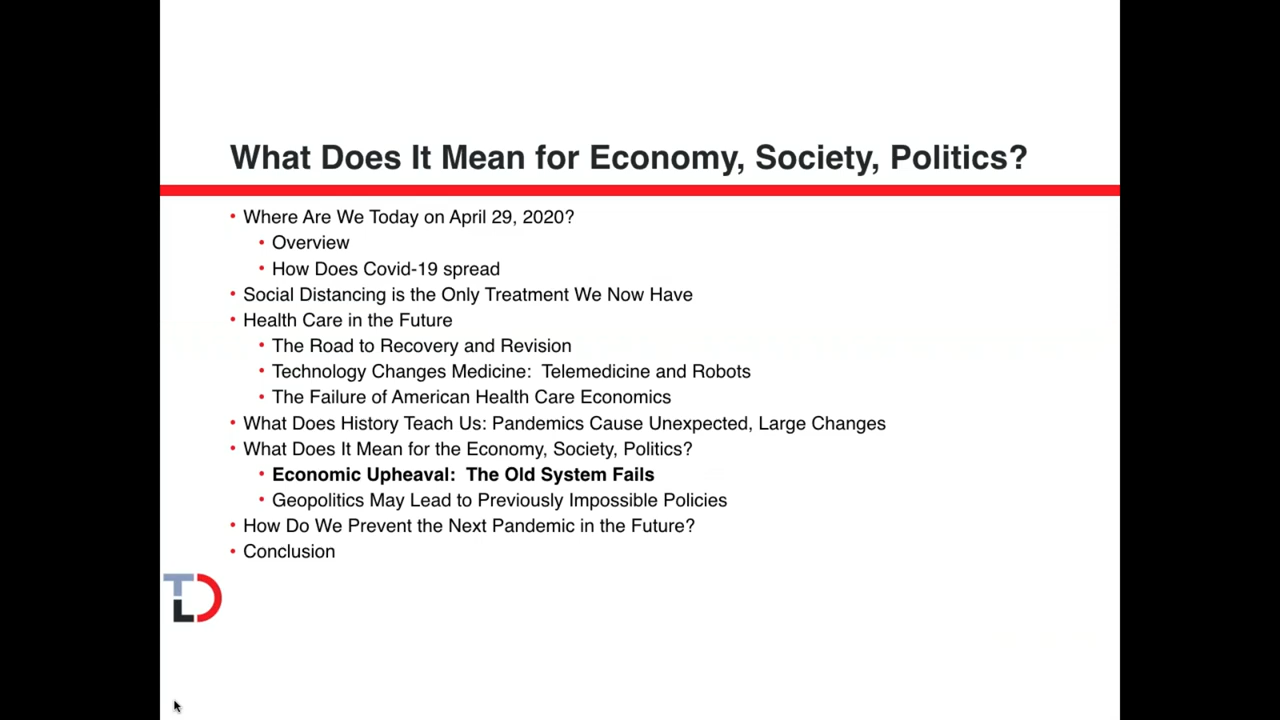 What Does It Mean for Economy, Society, Politics?
• Where Are We Today on April 29, 2020?
• Overview
• How Does Covid-19 spread
• Social Distancing is the Only Treatment We Now Have
• Health Care in the Future
• The Road to Recovery and Revision
• Technology Changes Medicine:  Telemedicine and Robots
• The Failure of American Health Care Economics
• What Does History Teach Us: Pandemics Cause Unexpected, Large Changes
• What Does It Mean for the Economy, Society, Politics?
• Economic Upheaval:  The Old System Fails
• Geopolitics May Lead to Previously Impossible Policies
• How Do We Prevent the Next Pandemic in the Future?
• Conclusion
TLD